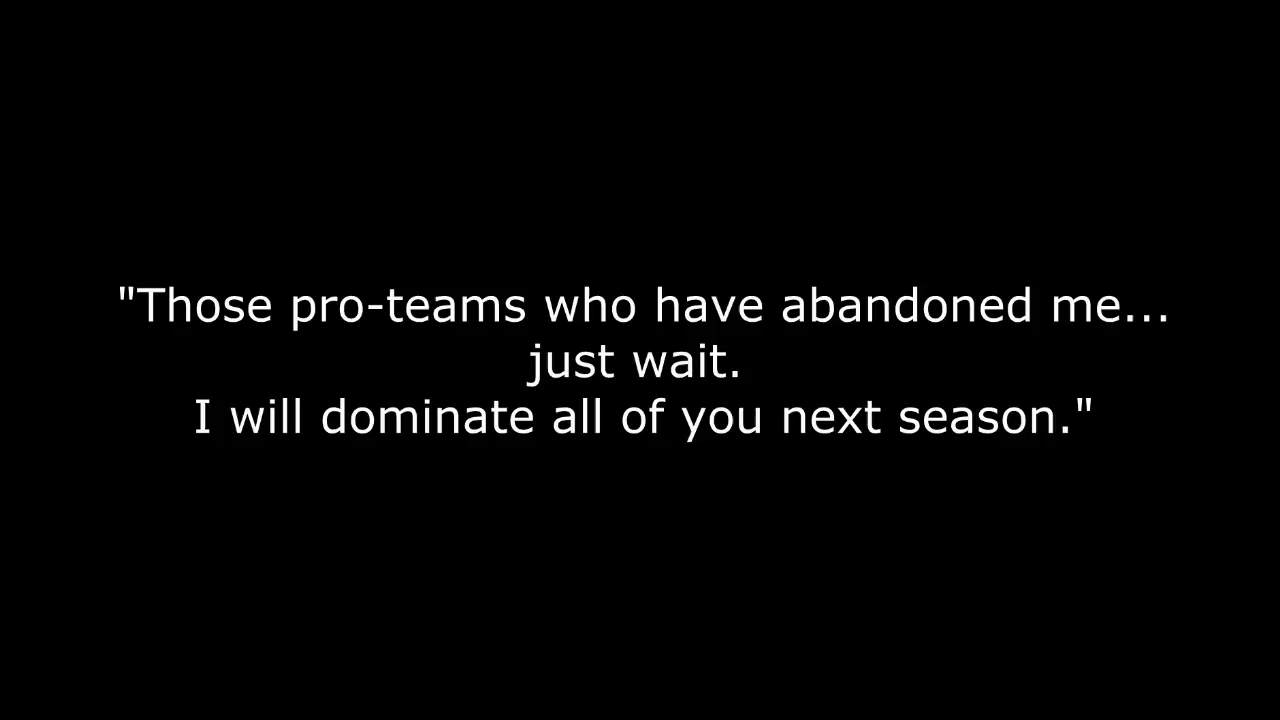 "Those pro-teams who have abandoned me...
just wait.
I will dominate all of you next season."